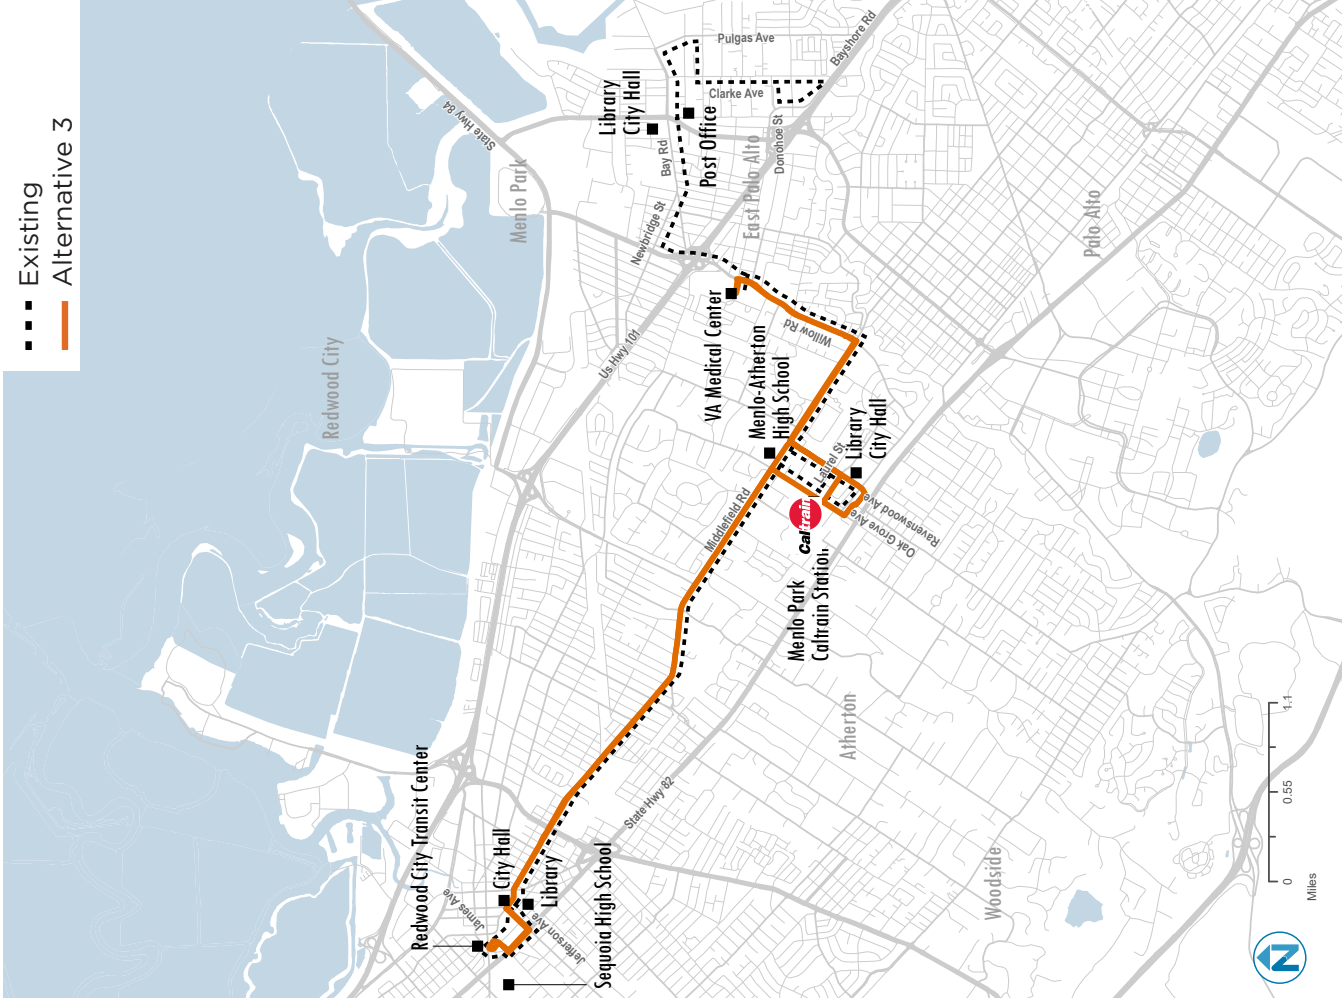 Existing
Alternative 3
Redwood City
Menlo Park
State Hwy 84
Library
City Hall
Post Office
Pulgas Ave
Clarke Ave
Bayshore Rd
Donohoe St
East Palo Alto
Bay Rd
Newbridge St
Palo Alto
Us Hwy 101
VA Medical Center
Willow Rd
Menlo-Atherton
High School
Library
City Hall
Laurel St
Ravenswood Ave
Oak Grove Ave
Middlefield Rd
Caltrain
Menlo Park
Caltrain Station
Atherton
State Hwy 82
Redwood City Transit Center
City Hall
Library
Sequoia High School
James Ave
Jefferson Ave
Woodside
0
0.55
1.1
Miles
N